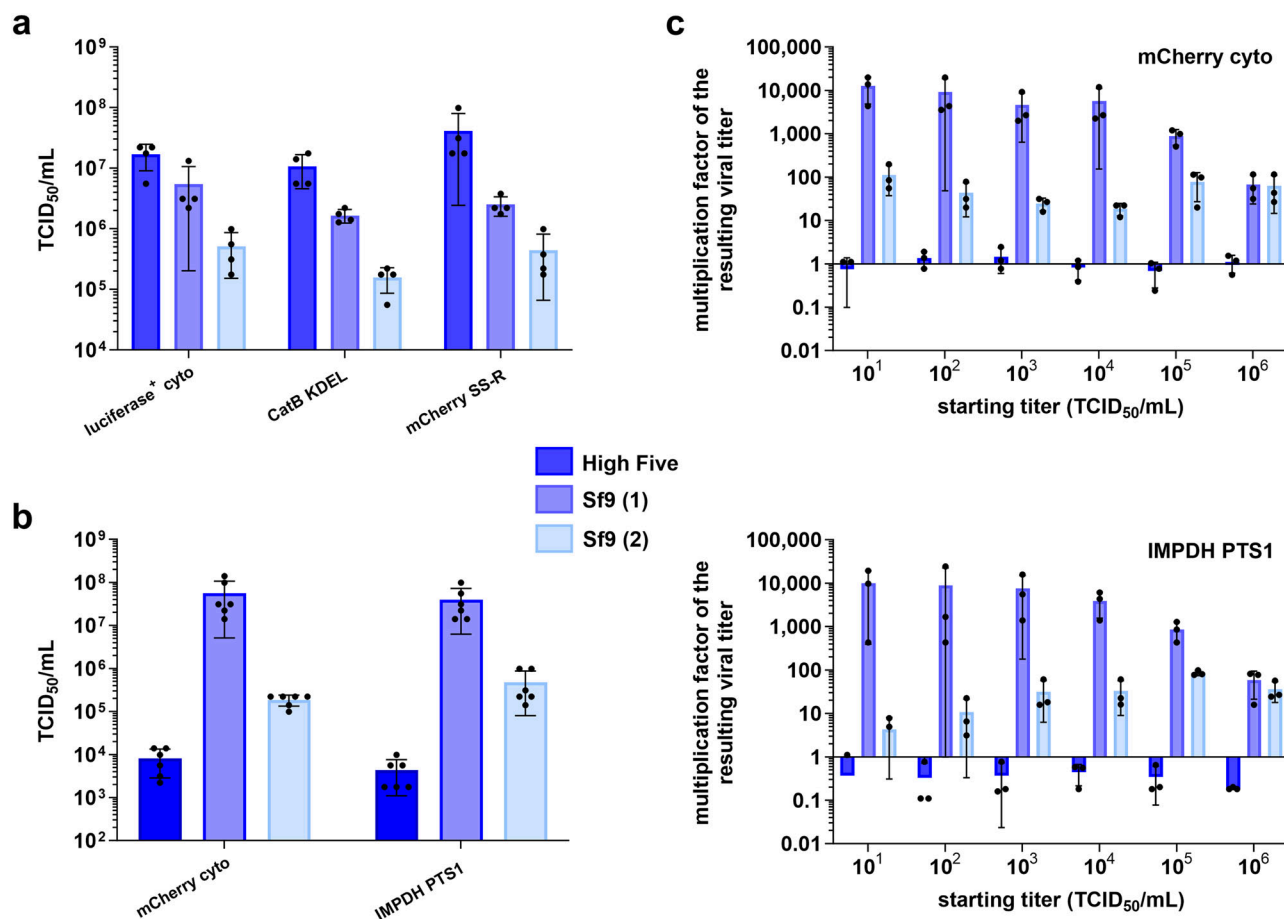 a
10⁹
10⁸
10⁷
10⁶
10⁵
10⁴
TCID₅₀/mL
luciferase⁺ cyto
CatB KDEL
mCherry SS-R
High Five
Sf9 (1)
Sf9 (2)
b
10⁹
10⁸
10⁷
10⁶
10⁵
10⁴
10³
10²
TCID₅₀/mL
mCherry cyto
IMPDH PTS1
c
mCherry cyto
100,000
10,000
1,000
100
10
1
0.1
0.01
multiplication factor of the
resulting viral titer
10¹ 10² 10³ 10⁴ 10⁵ 10⁶
starting titer (TCID₅₀/mL)
IMPDH PTS1
100,000
10,000
1,000
100
10
1
0.1
0.01
multiplication factor of the
resulting viral titer
10¹ 10² 10³ 10⁴ 10⁵ 10⁶
starting titer (TCID₅₀/mL)